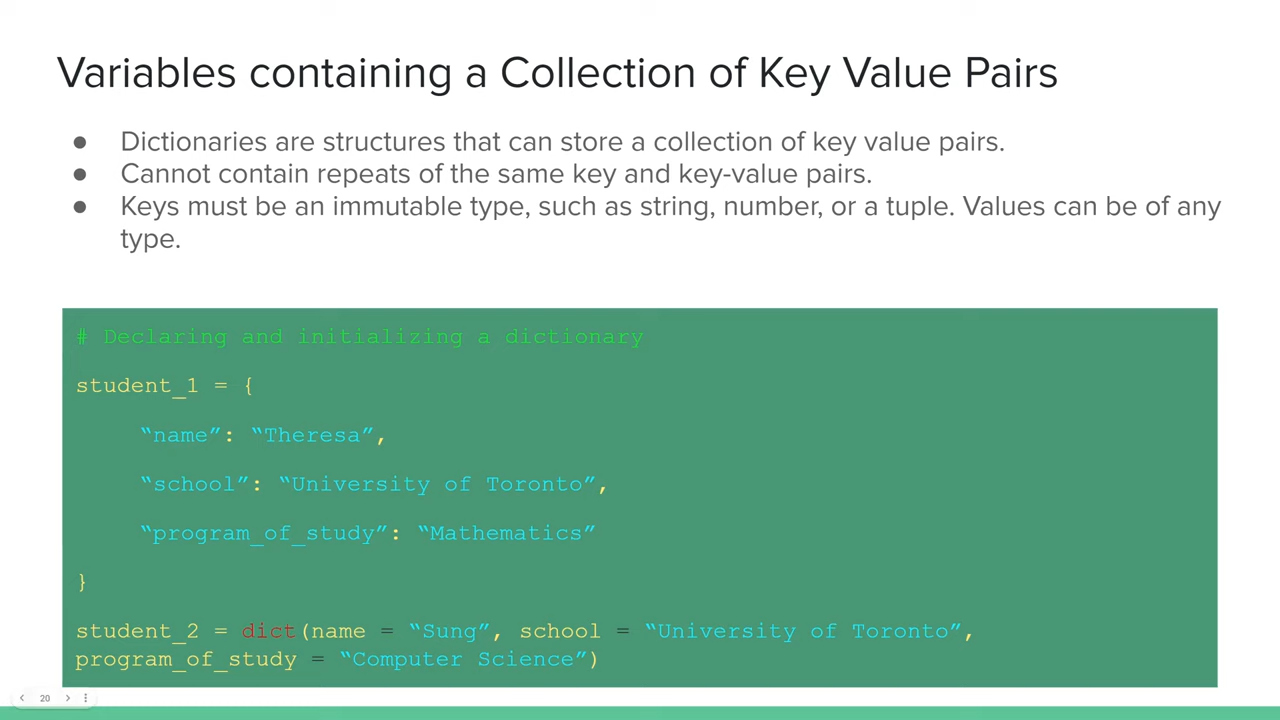 Variables containing a Collection of Key Value Pairs
● Dictionaries are structures that can store a collection of key value pairs.
● Cannot contain repeats of the same key and key-value pairs.
● Keys must be an immutable type, such as string, number, or a tuple. Values can be of any
type.
# Declaring and initializing a dictionary
student_1 = {
“name”: “Theresa”,
“school”: “University of Toronto”,
“program_of_study”: “Mathematics”
}
student_2 = dict(name = “Sung”, school = “University of Toronto”,
program_of_study = “Computer Science”)
20